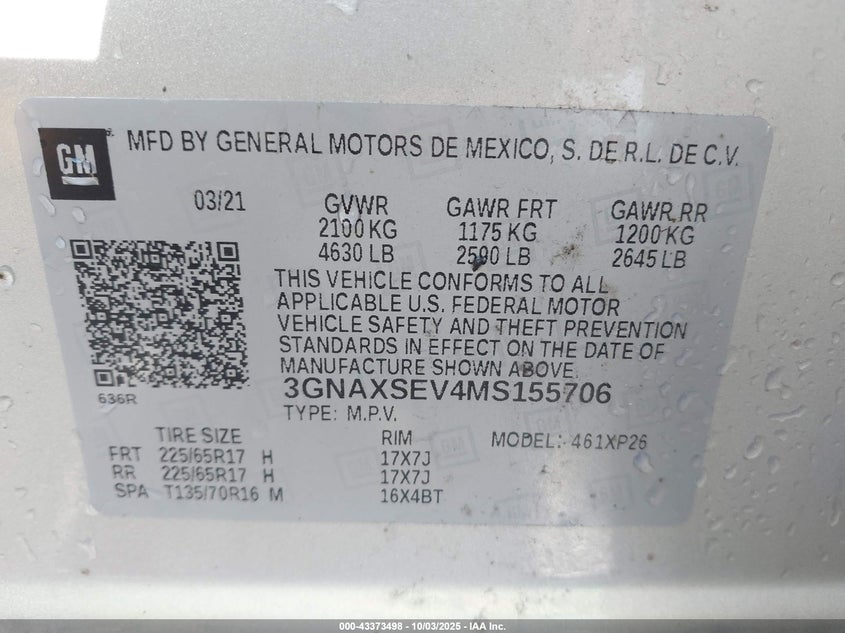 GM
MFD BY GENERAL MOTORS DE MEXICO, S. DE R.L. DE C.V.
03/21 GVWR GAWR FRT GAWR RR
2100 KG 1175 KG 1200 KG
4630 LB 2590 LB 2645 LB
THIS VEHICLE CONFORMS TO ALL
APPLICABLE U.S. FEDERAL MOTOR
VEHICLE SAFETY AND THEFT PREVENTION
STANDARDS IN EFFECT ON THE DATE OF
MANUFACTURE SHOWN ABOVE.
3GNAXSEV4MS155706
636R
TYPE: M.P.V.
TIRE SIZE RIM MODEL: 461XP26
FRT 225/65R17 H 17X7J
RR 225/65R17 H 17X7J
SPA T135/70R16 M 16X4BT
000-43373498 - 10/03/2025 - IAA Inc.